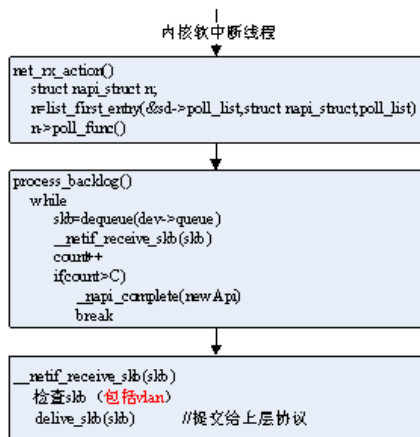 内核软中断线程
net_rx_action()
struct napi_struct n;
n=list_first_entry(&sd->poll_list,struct napi_struct,poll_list)
n->poll_func()
process_backlog()
while
skb=dequeue(dev->queue)
__netif_receive_skb(skb)
count++
if(count>C)
_napi_complete(newApi)
break
__netif_receive_skb(skb)
检查skb（包括vlan）
delive_skb(skb) //提交给上层协议